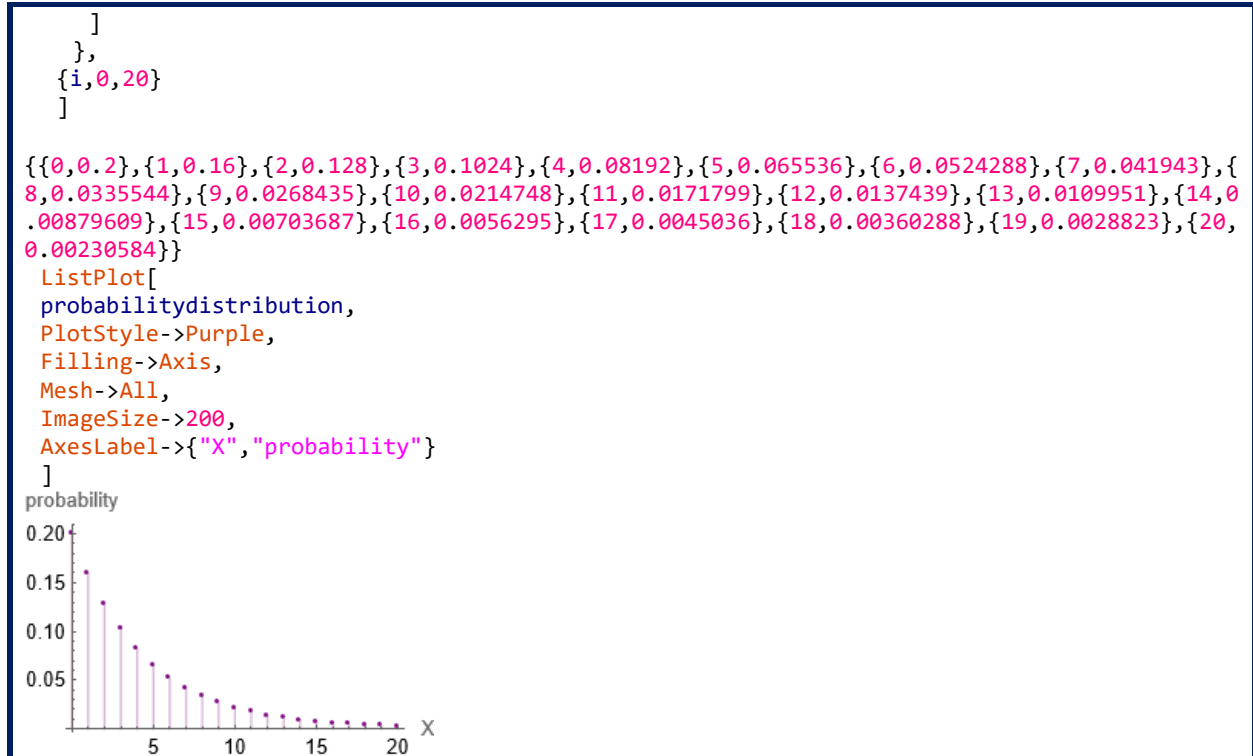 ]
},
{i,0,20}
]
{{0,0.2},{1,0.16},{2,0.128},{3,0.1024},{4,0.08192},{5,0.065536},{6,0.0524288},{7,0.041943},{
8,0.0335544},{9,0.0268435},{10,0.0214748},{11,0.0171799},{12,0.0137439},{13,0.0109951},{14,0
.00879609},{15,0.00703687},{16,0.0056295},{17,0.0045036},{18,0.00360288},{19,0.0028823},{20,
0.00230584}}
ListPlot[
probabilitydistribution,
PlotStyle->Purple,
Filling->Axis,
Mesh->All,
ImageSize->200,
AxesLabel->{"X","probability"}
]
probability
0.20
0.15
0.10
0.05
X
5 10 15 20